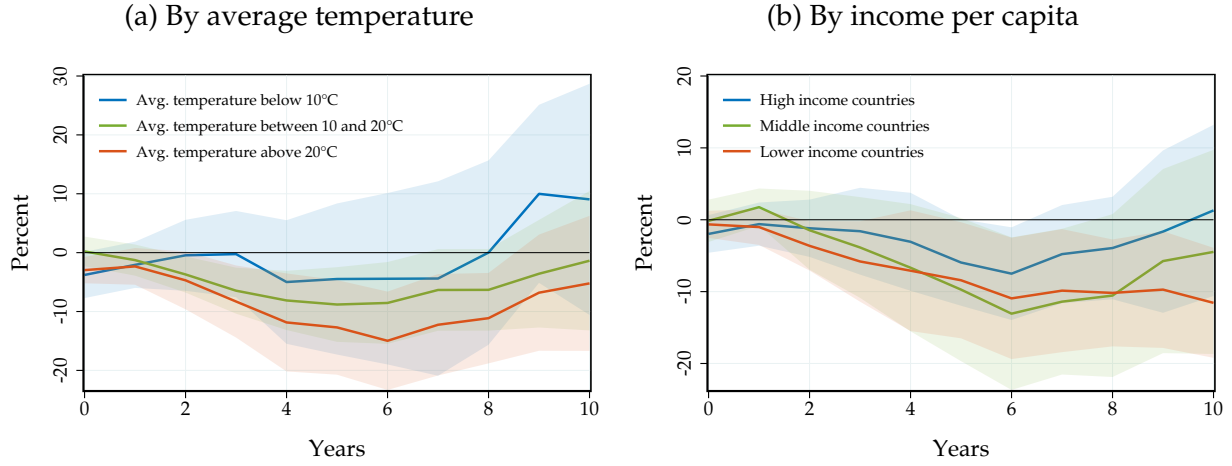 (a) By average temperature
30
20
10
0
-10
-20
Percent
Avg. temperature below 10°C
Avg. temperature between 10 and 20°C
Avg. temperature above 20°C
0 2 4 6 8 10
Years
(b) By income per capita
20
10
0
-10
-20
Percent
High income countries
Middle income countries
Lower income countries
0 2 4 6 8 10
Years